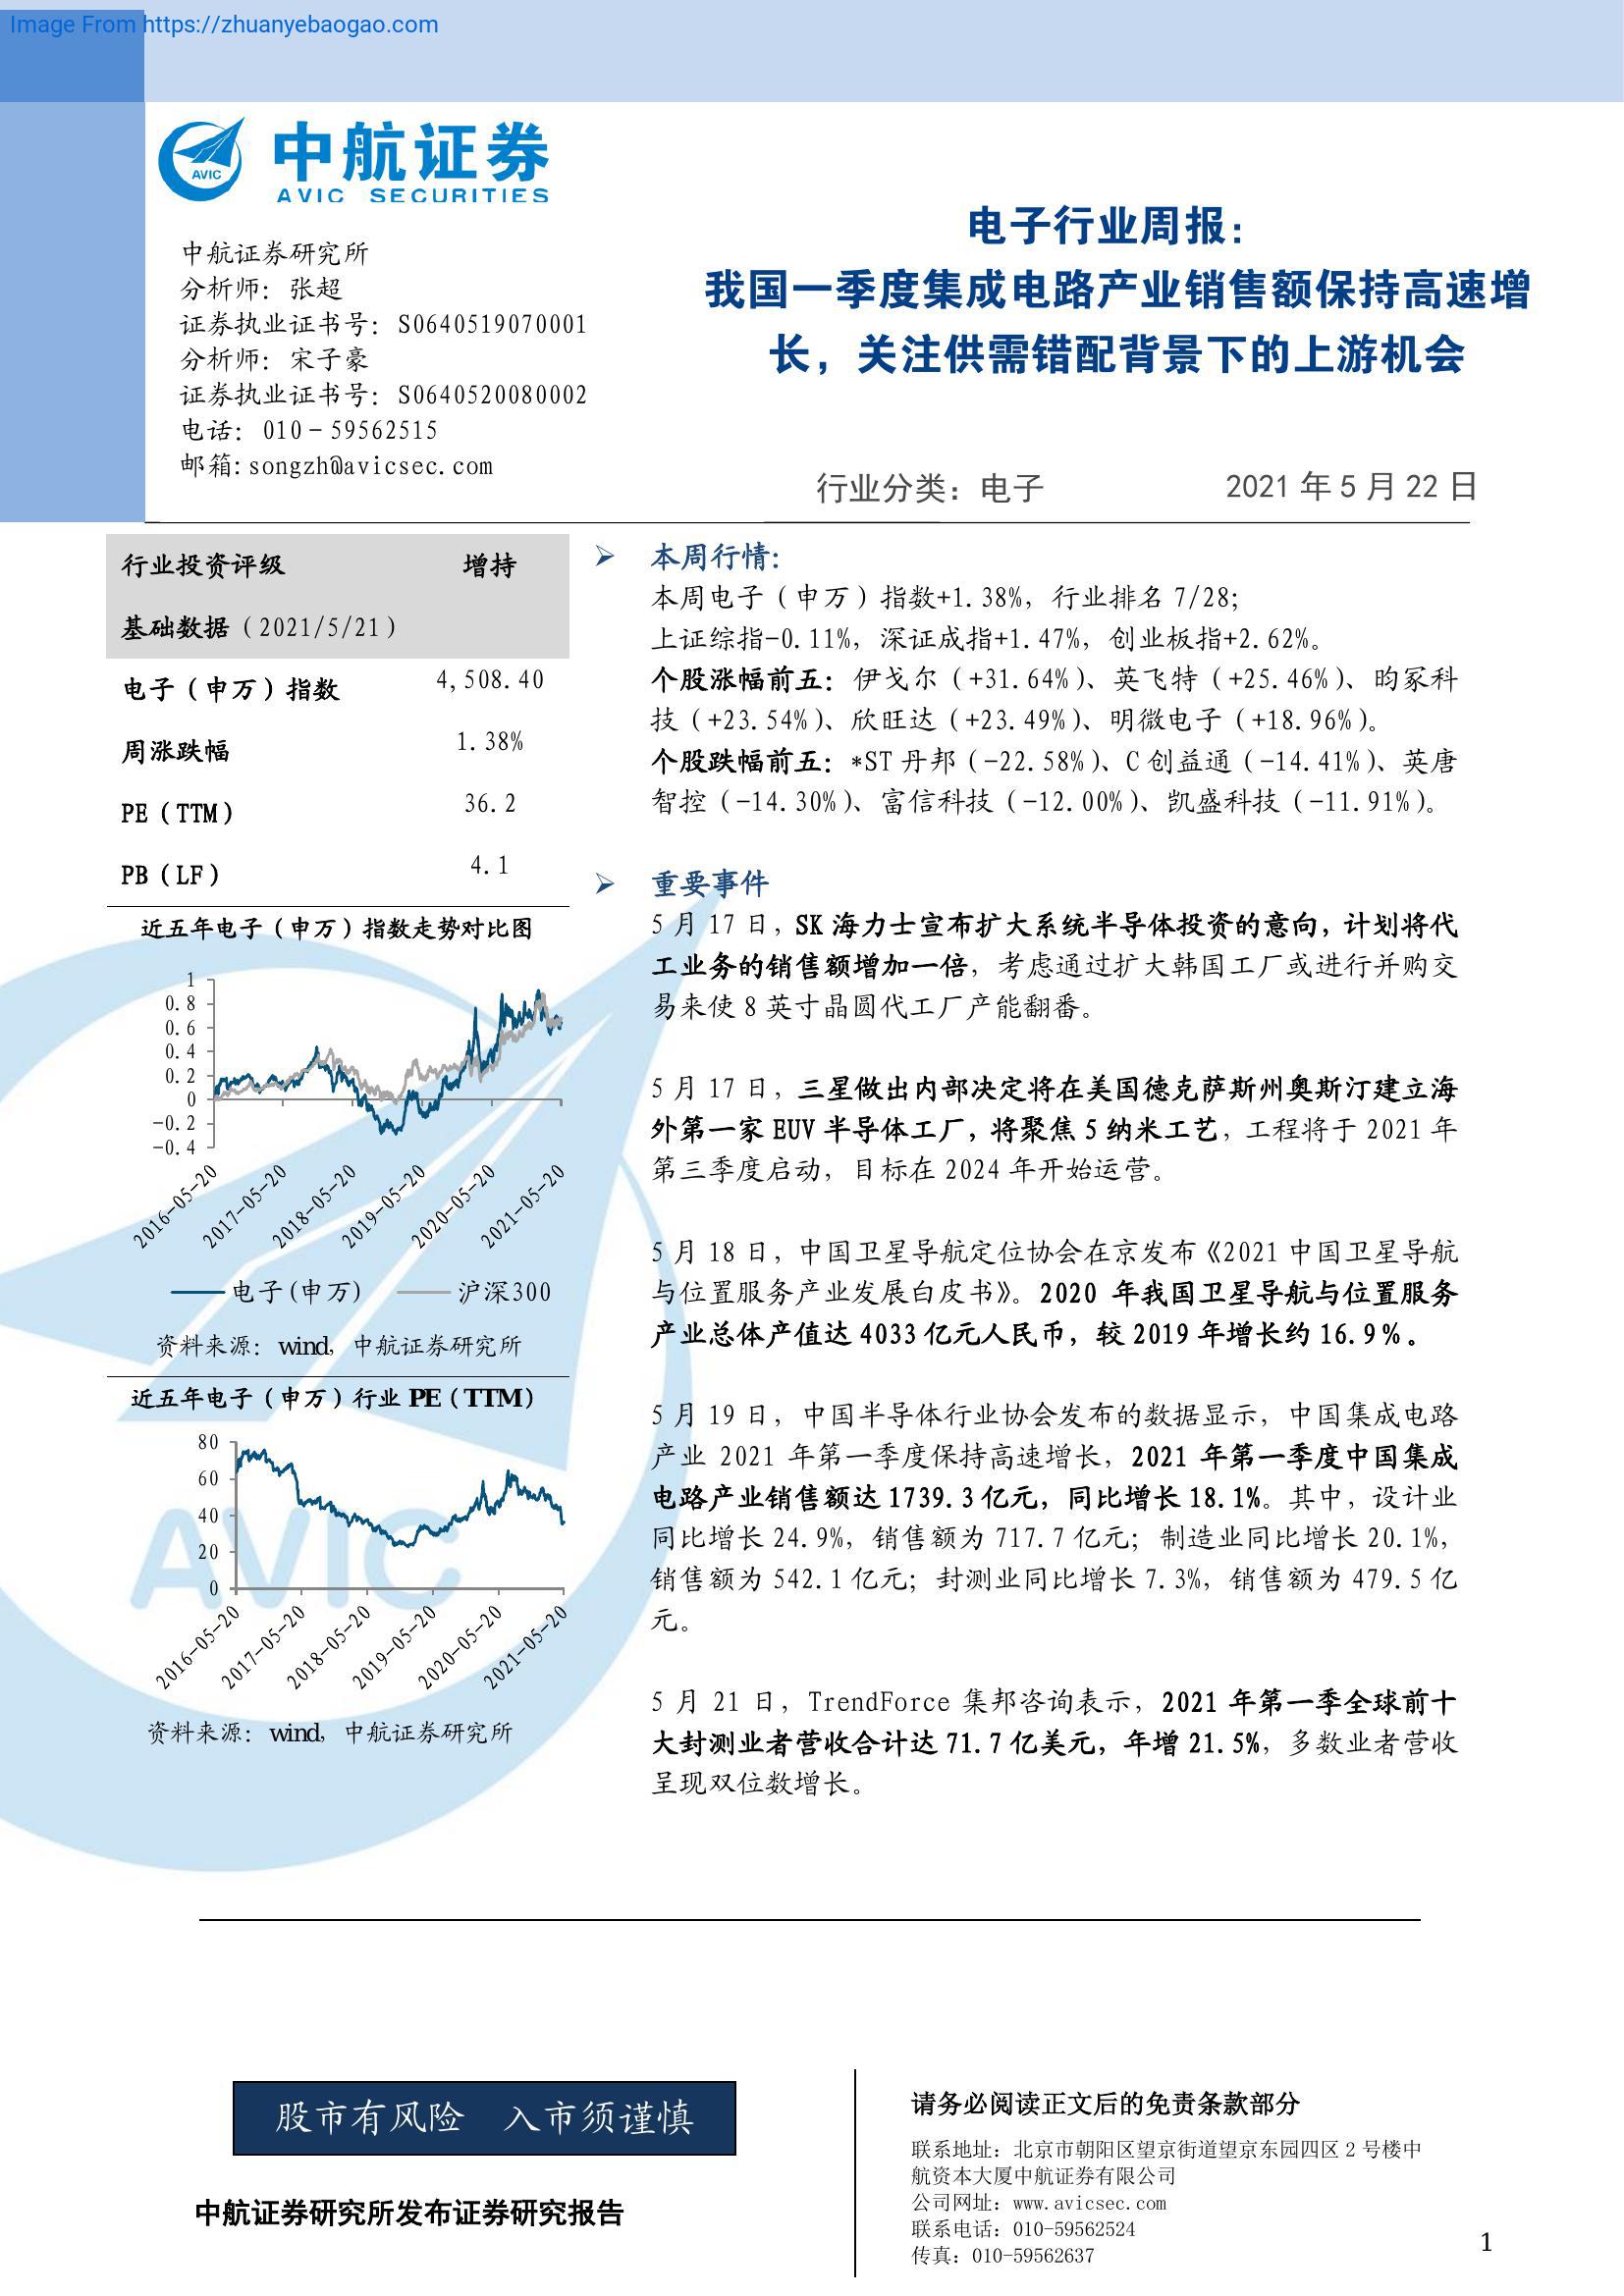 Image From https://zhuanyebaogao.com
AVIC
中航证券
AVIC SECURITIES
中航证券研究所
分析师：张超
证券执业证书号：S0640519070001
分析师：宋子豪
证券执业证书号：S0640520080002
电话：010-59562515
邮箱:songzh@avicsec.com
电子行业周报：
我国一季度集成电路产业销售额保持高速增
长，关注供需错配背景下的上游机会
行业分类：电子 2021 年 5 月 22 日
行业投资评级 增持
基础数据（2021/5/21）
电子（申万）指数 4,508.40
周涨跌幅 1.38%
PE（TTM） 36.2
PB（LF） 4.1
近五年电子（申万）指数走势对比图
1
0.8
0.6
0.4
0.2
0
-0.2
-0.4
2016-05-20 2017-05-20 2018-05-20 2019-05-20 2020-05-20 2021-05-20
电子(申万) 沪深300
资料来源：wind，中航证券研究所
近五年电子（申万）行业 PE（TTM）
80
60
40
20
0
2016-05-20 2017-05-20 2018-05-20 2019-05-20 2020-05-20 2021-05-20
AVIC
资料来源：wind，中航证券研究所
➢ 本周行情：
本周电子（申万）指数+1.38%，行业排名 7/28；
上证综指-0.11%，深证成指+1.47%，创业板指+2.62%。
个股涨幅前五：伊戈尔（+31.64%）、英飞特（+25.46%）、昀冢科
技（+23.54%）、欣旺达（+23.49%）、明微电子（+18.96%）。
个股跌幅前五：*ST 丹邦（-22.58%）、C 创益通（-14.41%）、英唐
智控（-14.30%）、富信科技（-12.00%）、凯盛科技（-11.91%）。
➢ 重要事件
5 月 17 日，SK 海力士宣布扩大系统半导体投资的意向，计划将代
工业务的销售额增加一倍，考虑通过扩大韩国工厂或进行并购交
易来使 8 英寸晶圆代工厂产能翻番。
5 月 17 日，三星做出内部决定将在美国德克萨斯州奥斯汀建立海
外第一家 EUV 半导体工厂，将聚焦 5 纳米工艺，工程将于 2021 年
第三季度启动，目标在 2024 年开始运营。
5 月 18 日，中国卫星导航定位协会在京发布《2021 中国卫星导航
与位置服务产业发展白皮书》。2020 年我国卫星导航与位置服务
产业总体产值达 4033 亿元人民币，较 2019 年增长约 16.9％。
5 月 19 日，中国半导体行业协会发布的数据显示，中国集成电路
产业 2021 年第一季度保持高速增长，2021 年第一季度中国集成
电路产业销售额达 1739.3 亿元，同比增长 18.1%。其中，设计业
同比增长 24.9%，销售额为 717.7 亿元；制造业同比增长 20.1%，
销售额为 542.1 亿元；封测业同比增长 7.3%，销售额为 479.5 亿
元。
5 月 21 日，TrendForce 集邦咨询表示，2021 年第一季全球前十
大封测业者营收合计达 71.7 亿美元，年增 21.5%，多数业者营收
呈现双位数增长。
股市有风险 入市须谨慎
中航证券研究所发布证券研究报告
请务必阅读正文后的免责条款部分
联系地址：北京市朝阳区望京街道望京东园四区 2 号楼中
航资本大厦中航证券有限公司
公司网址：www.avicsec.com
联系电话：010-59562524
传真：010-59562637
1